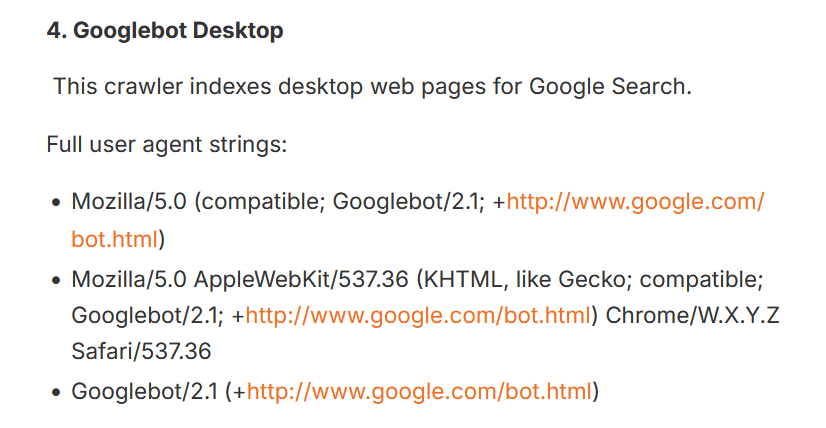 4. Googlebot Desktop
This crawler indexes desktop web pages for Google Search.
Full user agent strings:
• Mozilla/5.0 (compatible; Googlebot/2.1; +http://www.google.com/
bot.html)
• Mozilla/5.0 AppleWebKit/537.36 (KHTML, like Gecko; compatible;
Googlebot/2.1; +http://www.google.com/bot.html) Chrome/W.X.Y.Z
Safari/537.36
• Googlebot/2.1 (+http://www.google.com/bot.html)